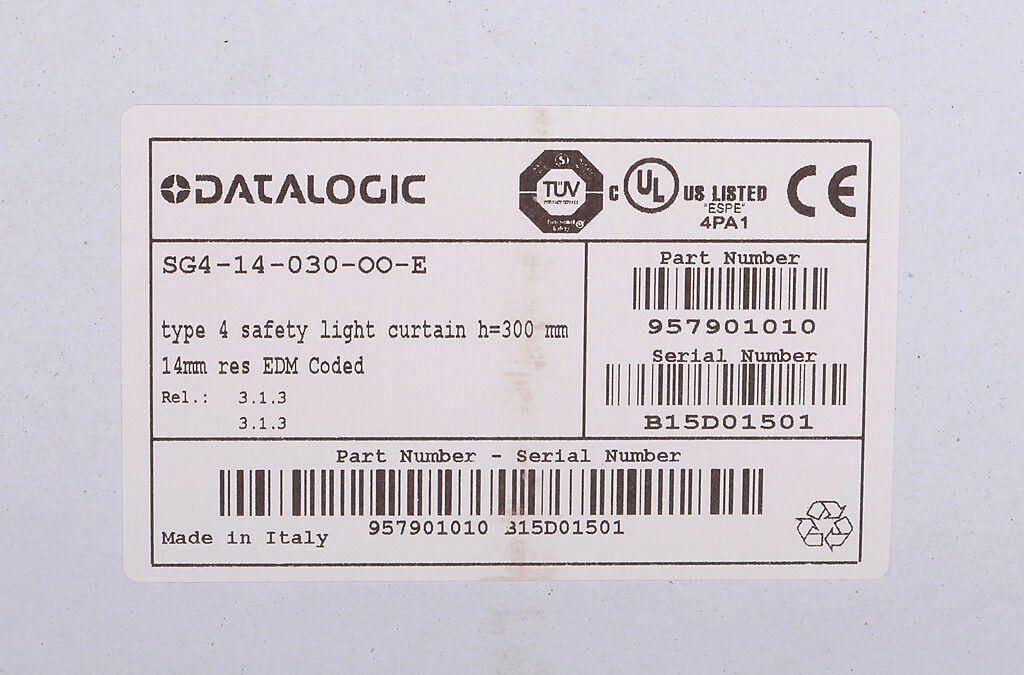 DATALOGIC
TÜV
C UL US LISTED
"ESPE"
4PA1
CE
SG4-14-030-OO-E
type 4 safety light curtain h=300 mm
14mm res EDM Coded
Rel.: 3.1.3
3.1.3
Part Number
957901010
Serial Number
B15D01501
Part Number - Serial Number
957901010 B15D01501
Made in Italy